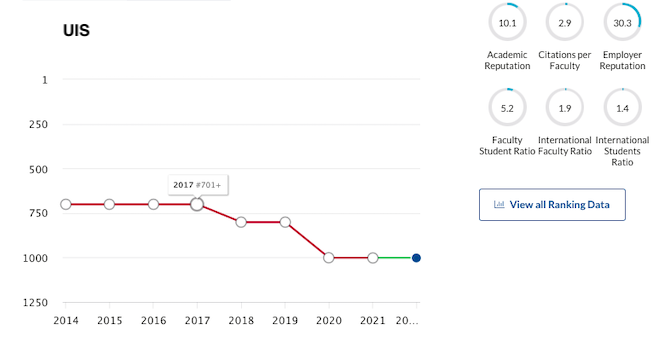 UIS
1
250
500
750
1000
1250
2017 #701+
2014 2015 2016 2017 2018 2019 2020 2021 20...
10.1 2.9 30.3
Academic Citations per Employer
Reputation Faculty Reputation
5.2 1.9 1.4
Faculty International International
Student Ratio Faculty Ratio Students
Ratio
View all Ranking Data